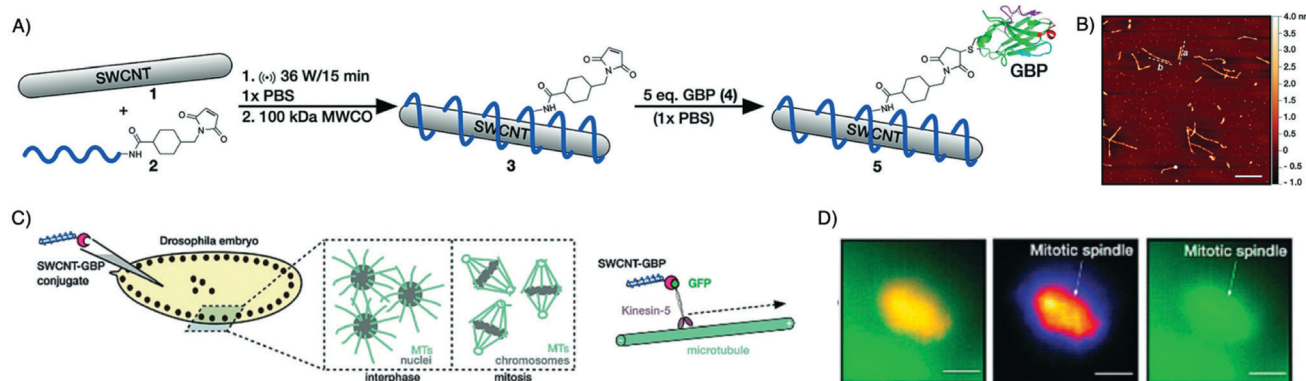 A)
SWCNT
1
+
2
NH
O
N
O
O
1. 36 W/15 min
1x PBS
2. 100 kDa MWCO
O
N
O
O
NH
SWCNT
3
5 eq. GBP (4)
(1x PBS)
S
GBP
O
N
O
O
NH
SWCNT
5
B)
a
b
4.0 nm
3.5
3
2.5
2
1.5
1
0.5
0
- 0.5
- 1.0
C)
SWCNT-GBP
conjugate
Drosophila embryo
MTs
nuclei
interphase
MTs
chromosomes
mitosis
SWCNT-GBP
GFP
Kinesin-5
microtubule
D)
Mitotic spindle
Mitotic spindle